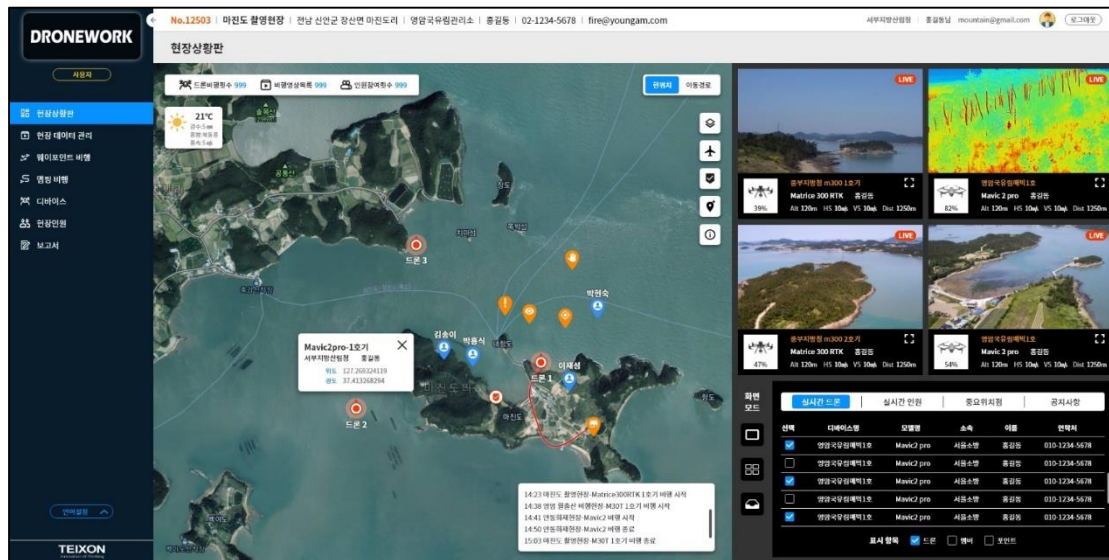 DRONEWORK
No.12503 | 마진도 촬영현장 | 전남 신안군 장산면 마진도리 | 영암국유림관리소 | 홍길동 | 02-1234-5678 | fire@youngam.com
서부지방산림청 | 홍길동님 mountain@gmail.com 로그아웃
사용자
현장상황판
현장상황판
현장 데이터 관리
웨이포인트 비행
맵핑 비행
디바이스
현장인원
보고서
언어설정
TEIXON
드론비행횟수 999 비행영상목록 999 인원참여횟수 999
현위치 이동경로
21°C
드론 3
박현숙
김송이
박흥식
이재섬
드론 1
드론 2
마진도
Mavic2pro-1호기
서부지방산림청 홍길동
위도 127.269324119
경도 37.413268294
14:23 마진도 촬영현장-Matrice300RTK 1호기 비행 시작
14:38 영암 월출산 비행현장-M30T 1호기 비행 시작
14:41 안동화재현장-Mavic2 비행 시작
14:50 안동화재현장-Mavic2 비행 종료
15:03 마진도 촬영현장-M30T 1호기 비행 종료
LIVE
중부지방청 m300 1호기
Matrice 300 RTK 홍길동
39%
Alt 120m HS 10㎧ VS 10㎧ Dist 1250m
LIVE
영암국유림매빅1호
Mavic 2 pro 홍길동
82%
Alt 120m HS 10㎧ VS 10㎧ Dist 1250m
LIVE
중부지방청 m300 2호기
Matrice 300 RTK 홍길동
47%
Alt 120m HS 10㎧ VS 10㎧ Dist 1250m
LIVE
영암국유림매빅1호
Mavic 2 pro 홍길동
54%
Alt 120m HS 10㎧ VS 10㎧ Dist 1250m
화면
모드
실시간 드론 실시간 인원 중요위치점 공지사항
선택 디바이스명 모델명 소속 이름 연락처
영암국유림매빅1호 Mavic2 pro 서울소방 홍길동 010-1234-5678
영암국유림매빅1호 Mavic2 pro 서울소방 홍길동 010-1234-5678
영암국유림매빅1호 Mavic2 pro 서울소방 홍길동 010-1234-5678
영암국유림매빅1호 Mavic2 pro 서울소방 홍길동 010-1234-5678
영암국유림매빅1호 Mavic2 pro 서울소방 홍길동 010-1234-5678
표시 항목 드론 멤버 포인트